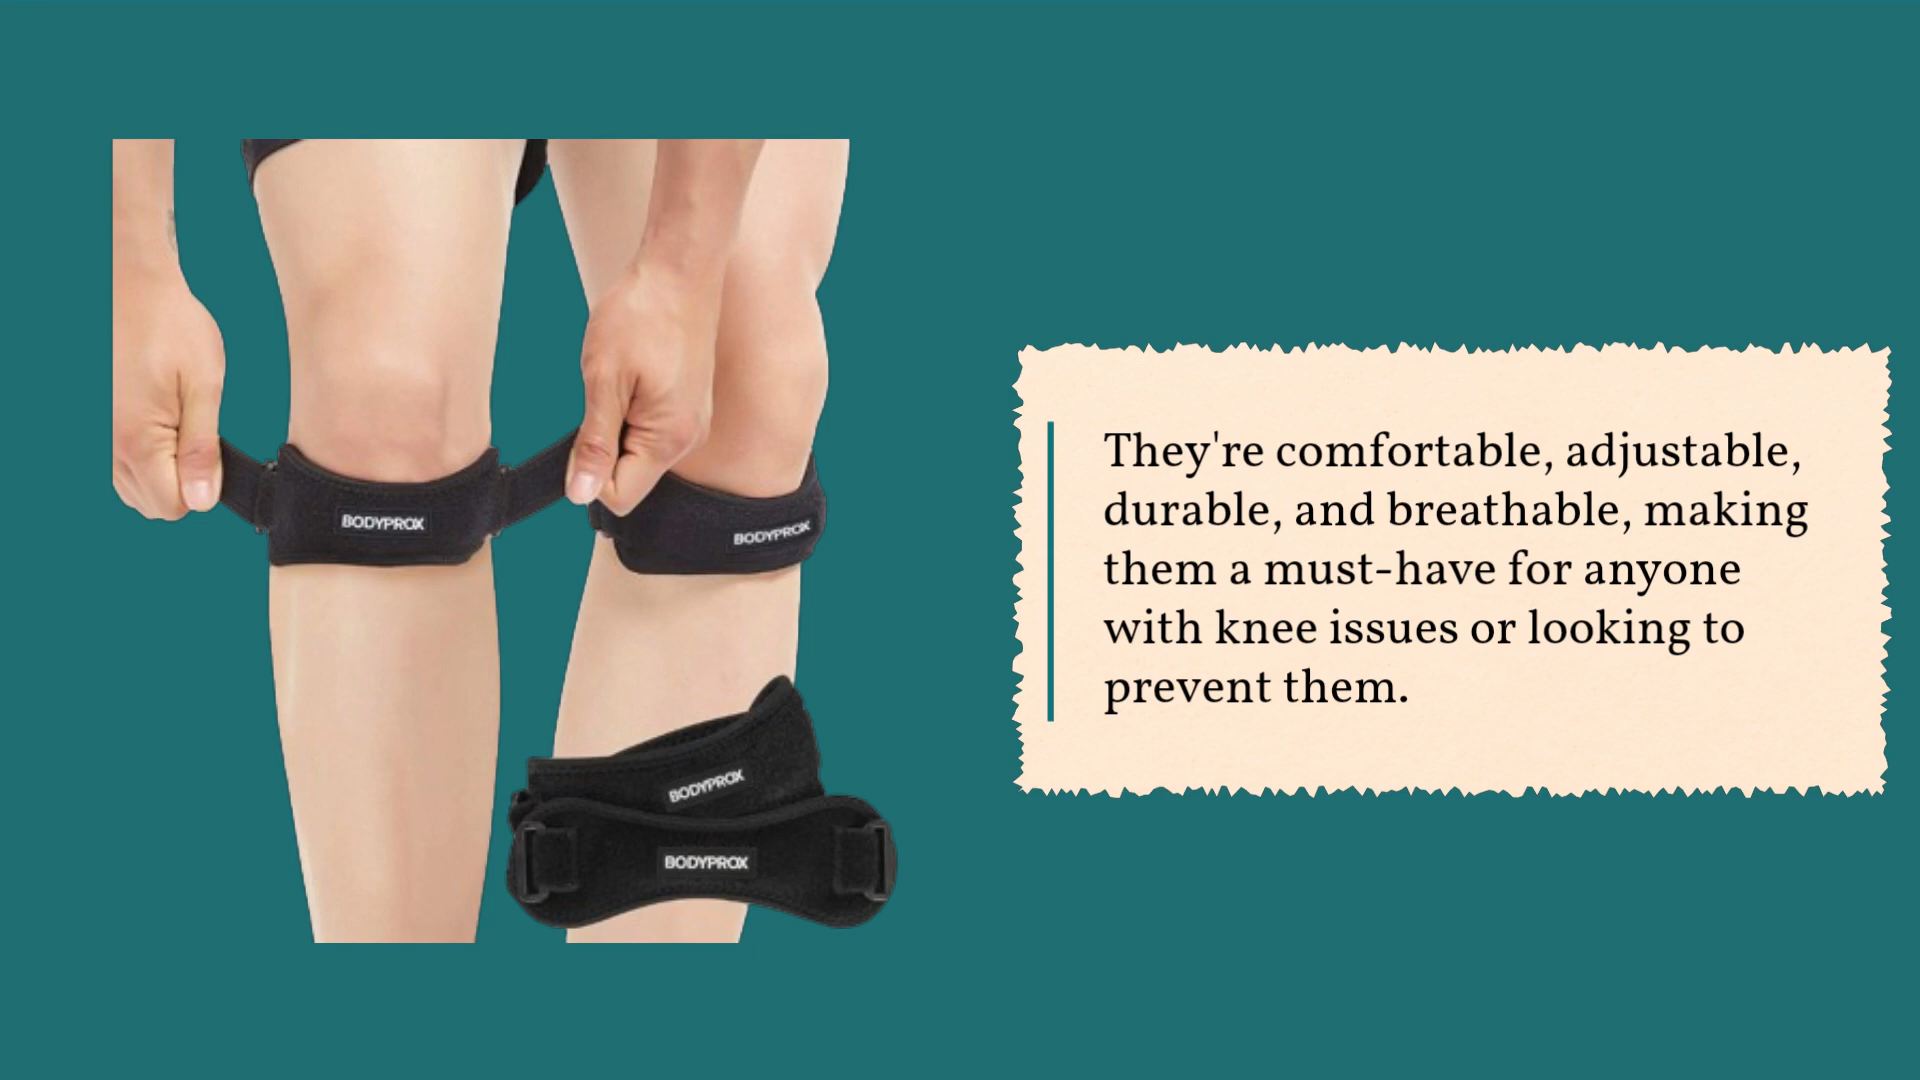 BODYPROX
BODYPROX
BODYPROX
BODYPROX
They're comfortable, adjustable,
durable, and breathable, making
them a must-have for anyone
with knee issues or looking to
prevent them.